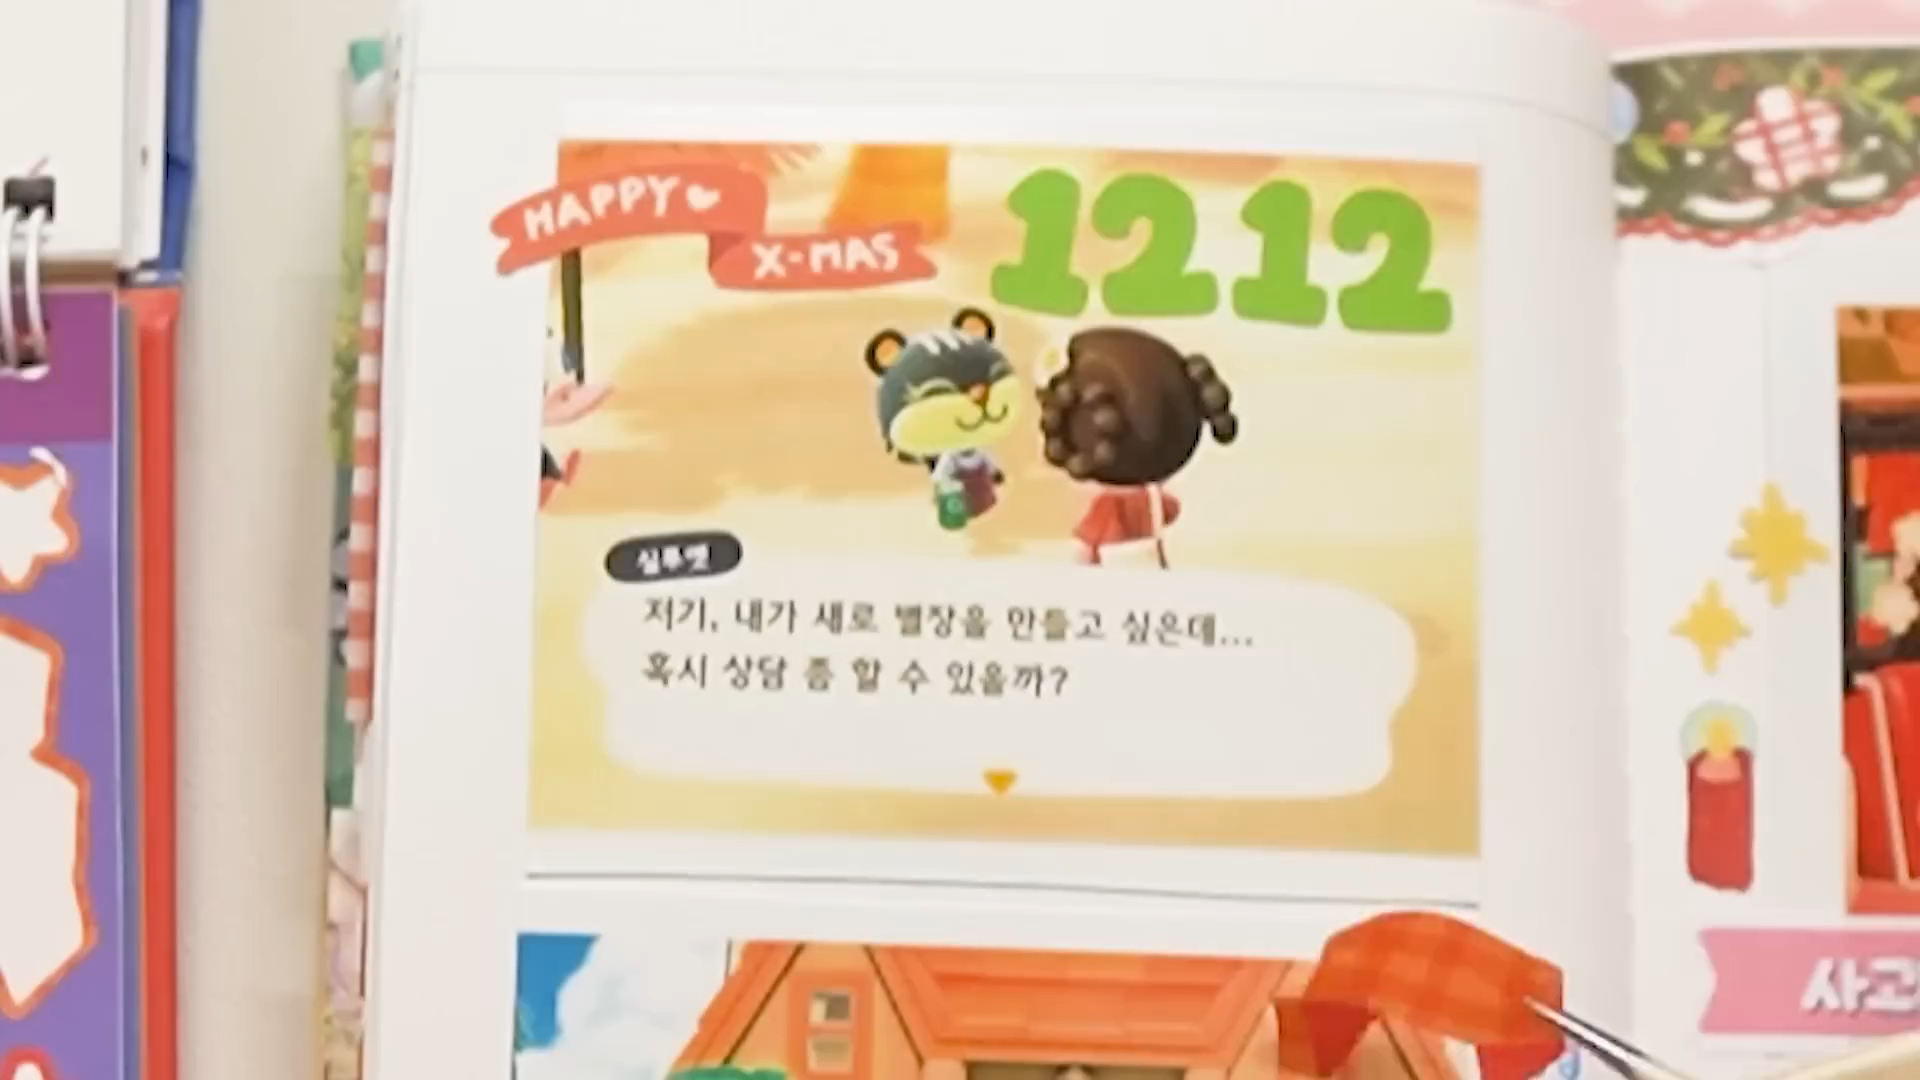 HAPPY
X-MAS
1212
실루엣
저기, 내가 새로 별장을 만들고 싶은데...
혹시 상담 좀 할 수 있을까?
사고